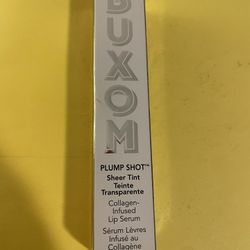 BUXOM
PLUMP SHOT™
Sheer Tint
Teinte
Transparente
Collagen-
Infused
Lip Serum
Sérum Lèvres
Infusé au
Collagène